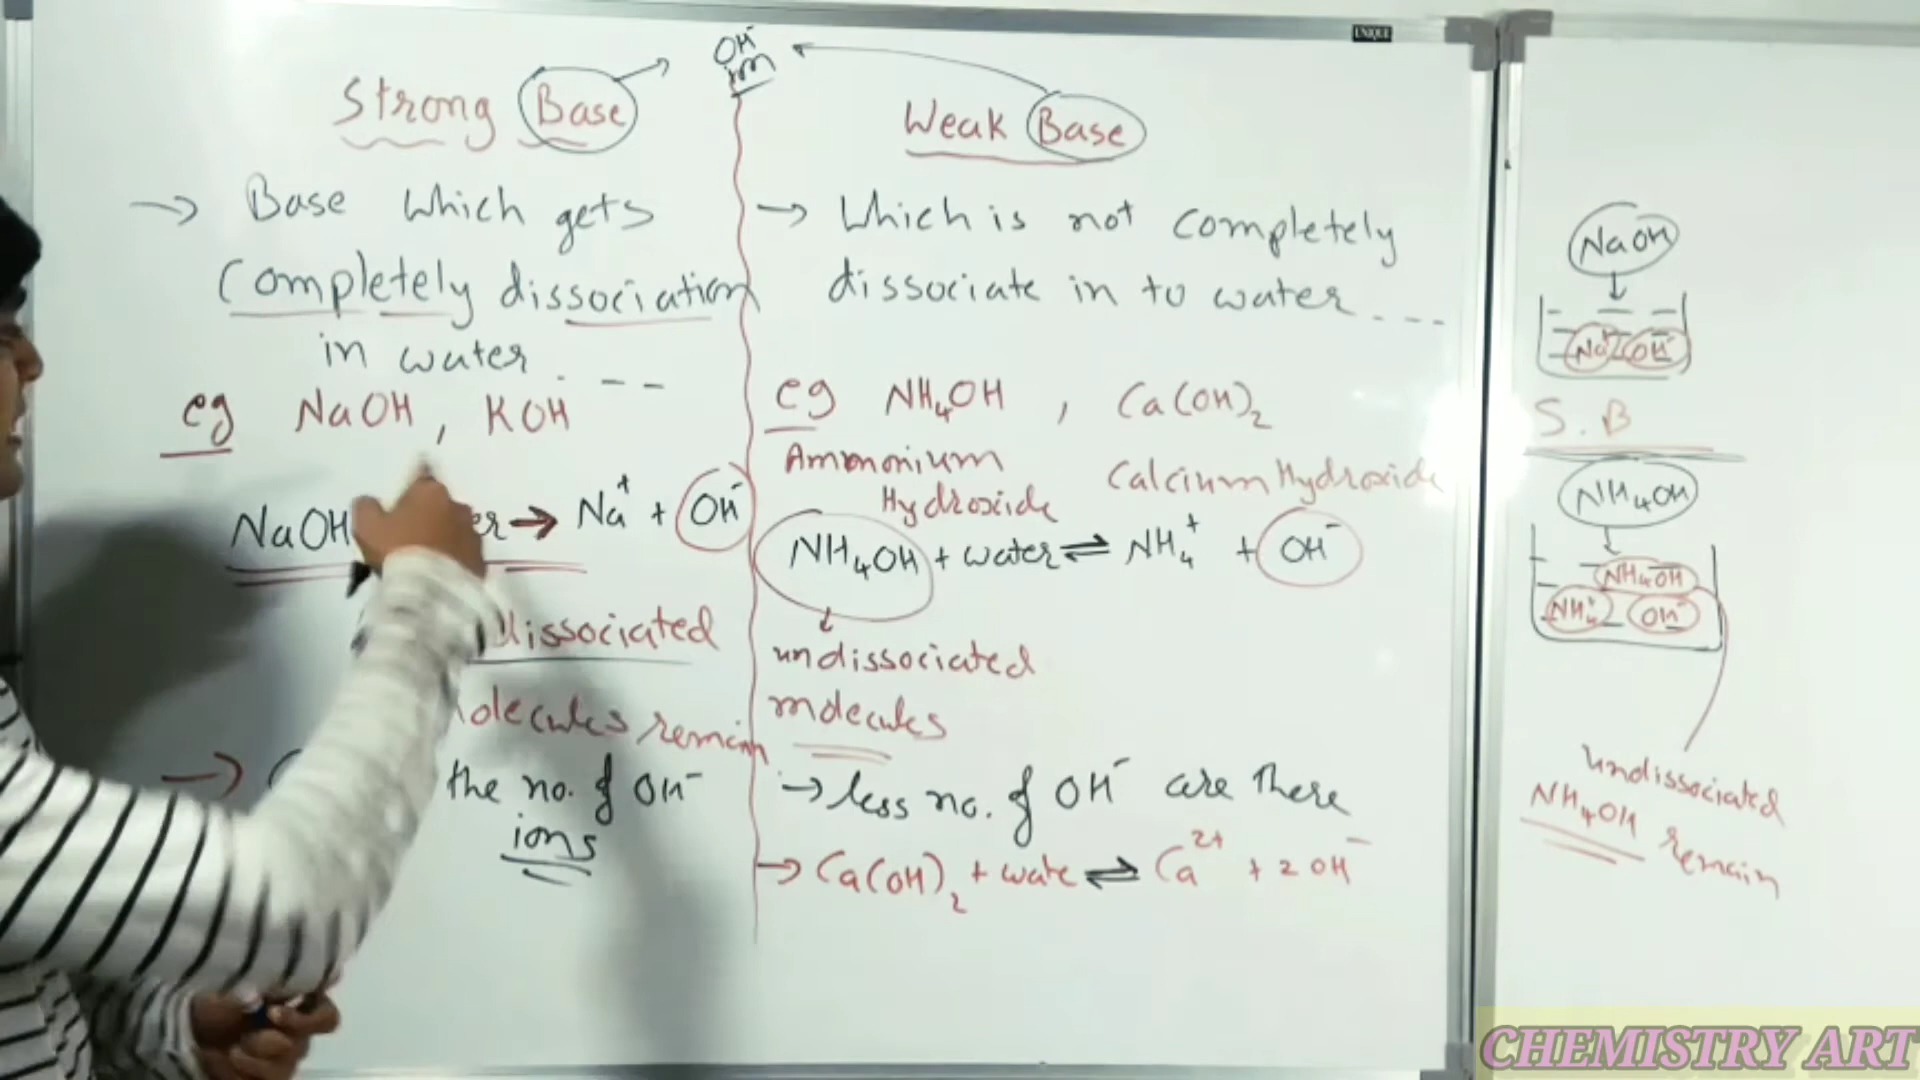 OH⁻
ion
Strong Base
→ Base which gets
Completely dissociation
in water . - - -
eg NaOH, KOH
NaOH → Na⁺ + OH⁻
dissociated
molecules remain
→ the no. of OH⁻
ions
Weak Base
→ Which is not completely
dissociate in to water . - - -
eg NH₄OH , Ca(OH)₂
Ammonium
Hydroxide
Calcium Hydroxide
NH₄OH + water ⇌ NH₄⁺ + OH⁻
undissociated
molecules
→ less no. of OH⁻ are there
→ Ca(OH)₂ + wate ⇌ Ca²⁺ + 2OH⁻
UNIQUE
NaOH
Na⁺ OH⁻
S.B
NH₄OH
NH₄OH
NH₄⁺ OH⁻
undissociated
NH₄OH remain
CHEMISTRY ART